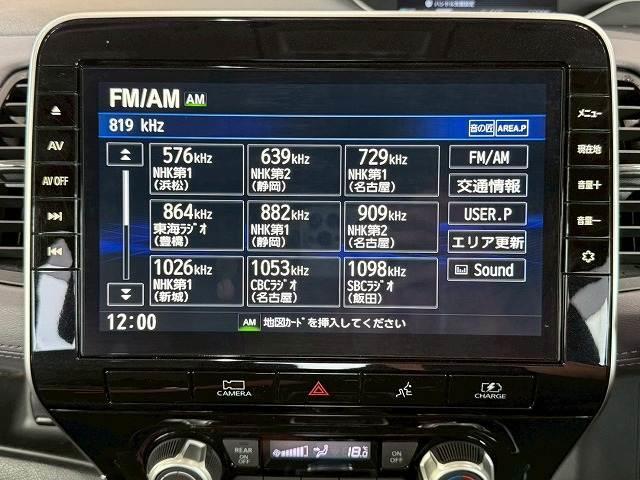 FM/AM AM
819 kHz 音の匠 AREA.P
576kHz
NHK第1
(浜松)
639kHz
NHK第2
(静岡)
729kHz
NHK第1
(名古屋)
FM/AM
交通情報
864kHz
東海ﾗｼﾞｵ
(豊橋)
882kHz
NHK第1
(静岡)
909kHz
NHK第2
(名古屋)
USER.P
エリア更新
1026kHz
NHK第1
(新城)
1053kHz
CBCﾗｼﾞｵ
(名古屋)
1098kHz
SBCﾗｼﾞｵ
(飯田)
Sound
12:00 AM 地図ｶｰﾄﾞを挿入してください
AV
AV OFF
メニュー
現在地
音量＋
音量－
CAMERA
CHARGE
REAR
ON
OFF
18.0
ON
OFF